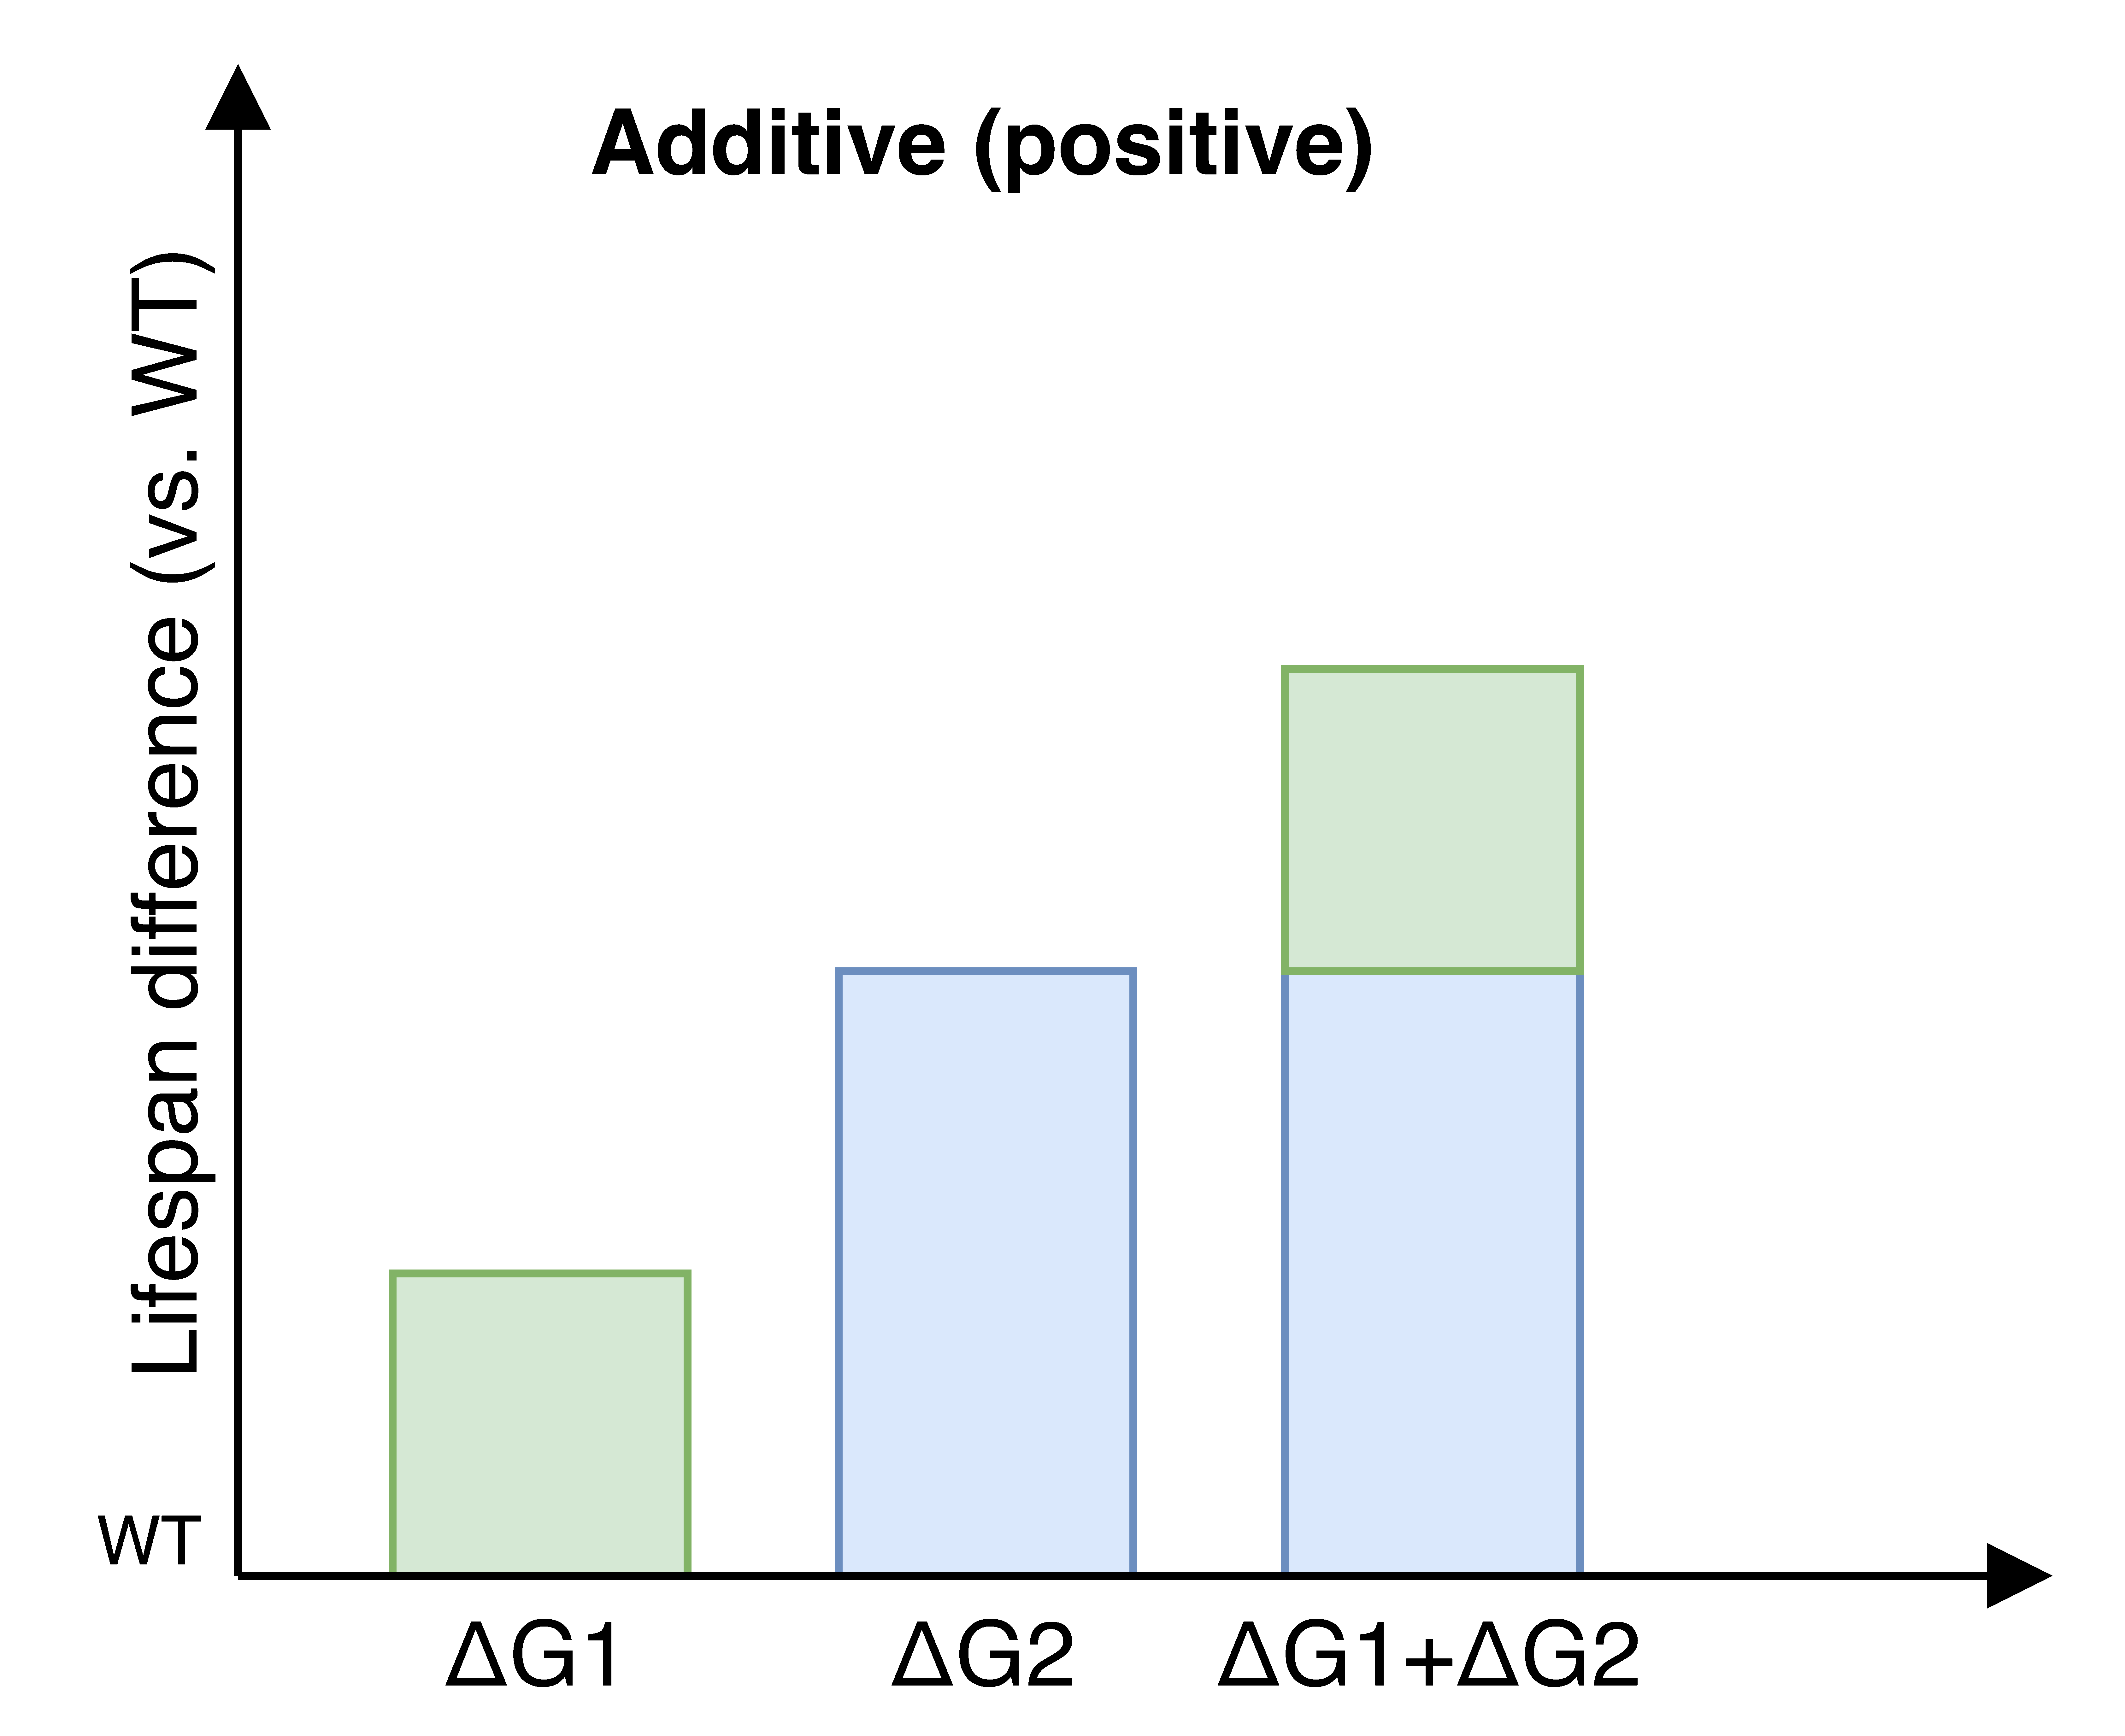 Additive (positive)
Lifespan difference (vs. WT)
WT
ΔG1
ΔG2
ΔG1+ΔG2